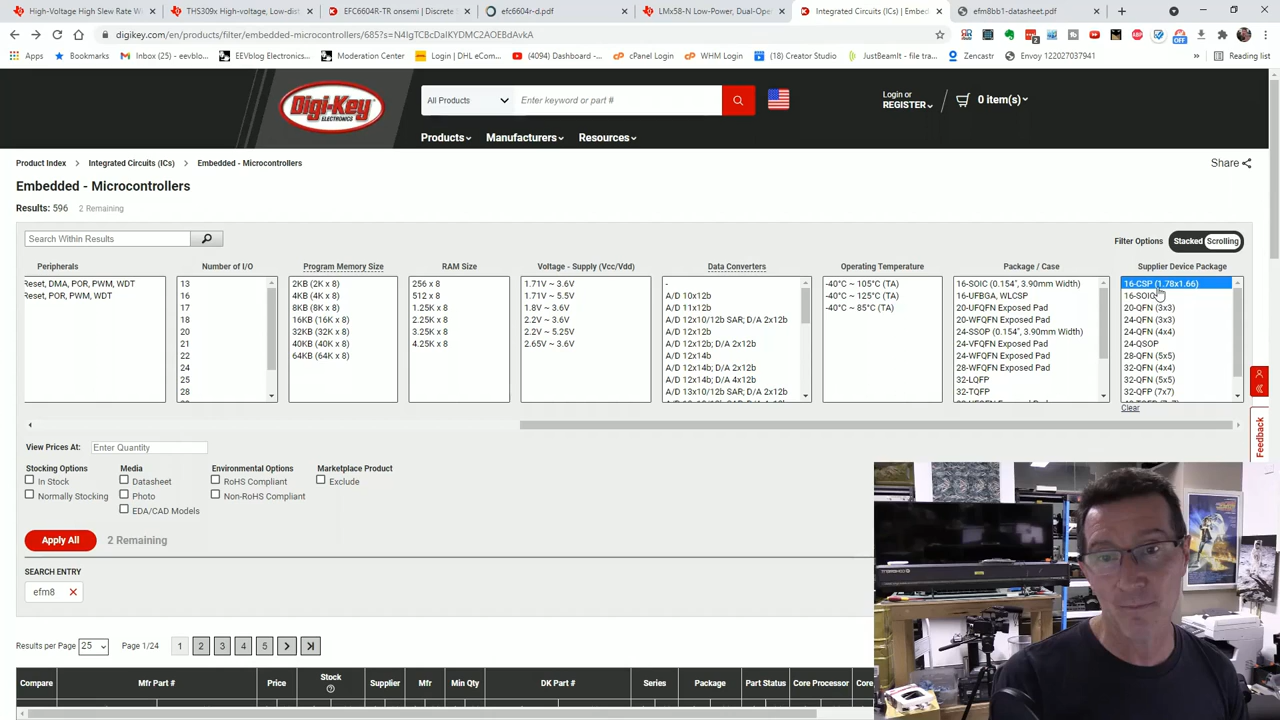 High-Voltage High Slew Rate W
THS309x High-voltage, Low-dist
EFC6604R-TR onsemi | Discrete
efc6604r-d.pdf
LMx58-N Low-Power, Dual-Oper
Integrated Circuits (ICs) | Embed
efm8bb1-datasheet.pdf
digikey.com/en/products/filter/embedded-microcontrollers/685?s=N4IgTCBcDaIKYDMC2AOEBdAvkA
Apps
Bookmarks
Inbox (25) - eevblo
EEVblog Electronics...
Moderation Center
Login | DHL eCom...
(4094) Dashboard -...
cPanel Login
WHM Login
(18) Creator Studio
JustBeamIt - file tra...
Zencastr
Envoy 122027037941
Reading list
Digi-Key
ELECTRONICS
All Products
Enter keyword or part #
Login or
REGISTER
0 item(s)
Products
Manufacturers
Resources
Product Index > Integrated Circuits (ICs) > Embedded - Microcontrollers
Share
Embedded - Microcontrollers
Results: 596 2 Remaining
Search Within Results
Filter Options Stacked Scrolling
Peripherals
Reset, DMA, POR, PWM, WDT
Reset, POR, PWM, WDT
Number of I/O
13
16
17
18
20
21
22
24
25
28
Program Memory Size
2KB (2K x 8)
4KB (4K x 8)
8KB (8K x 8)
16KB (16K x 8)
32KB (32K x 8)
40KB (40K x 8)
64KB (64K x 8)
RAM Size
256 x 8
512 x 8
1.25K x 8
2.25K x 8
3.25K x 8
4.25K x 8
Voltage - Supply (Vcc/Vdd)
1.71V ~ 3.6V
1.71V ~ 5.5V
1.8V ~ 3.6V
2.2V ~ 3.6V
2.2V ~ 5.25V
2.65V ~ 3.6V
Data Converters
-
A/D 10x12b
A/D 11x12b
A/D 12x10/12b SAR; D/A 2x12b
A/D 12x12b
A/D 12x12b; D/A 2x12b
A/D 12x14b
A/D 12x14b; D/A 2x12b
A/D 12x14b; D/A 4x12b
A/D 13x10/12b SAR; D/A 2x12b
Operating Temperature
-40°C ~ 105°C (TA)
-40°C ~ 125°C (TA)
-40°C ~ 85°C (TA)
Package / Case
16-SOIC (0.154", 3.90mm Width)
16-UFBGA, WLCSP
20-UFQFN Exposed Pad
20-WFQFN Exposed Pad
24-SSOP (0.154", 3.90mm Width)
24-VFQFN Exposed Pad
24-WFQFN Exposed Pad
28-WFQFN Exposed Pad
32-LQFP
32-TQFP
Supplier Device Package
16-CSP (1.78x1.66)
16-SOIC
20-QFN (3x3)
24-QFN (3x3)
24-QFN (4x4)
24-QSOP
28-QFN (5x5)
32-QFN (4x4)
32-QFN (5x5)
32-QFP (7x7)
Clear
Feedback
View Prices At: Enter Quantity
Stocking Options
In Stock
Normally Stocking
Media
Datasheet
Photo
EDA/CAD Models
Environmental Options
RoHS Compliant
Non-RoHS Compliant
Marketplace Product
Exclude
Apply All 2 Remaining
SEARCH ENTRY
efm8
Results per Page 25 Page 1/24 1 2 3 4 5
Compare Mfr Part # Price Stock Supplier Mfr Min Qty DK Part # Series Package Part Status Core Processor Core